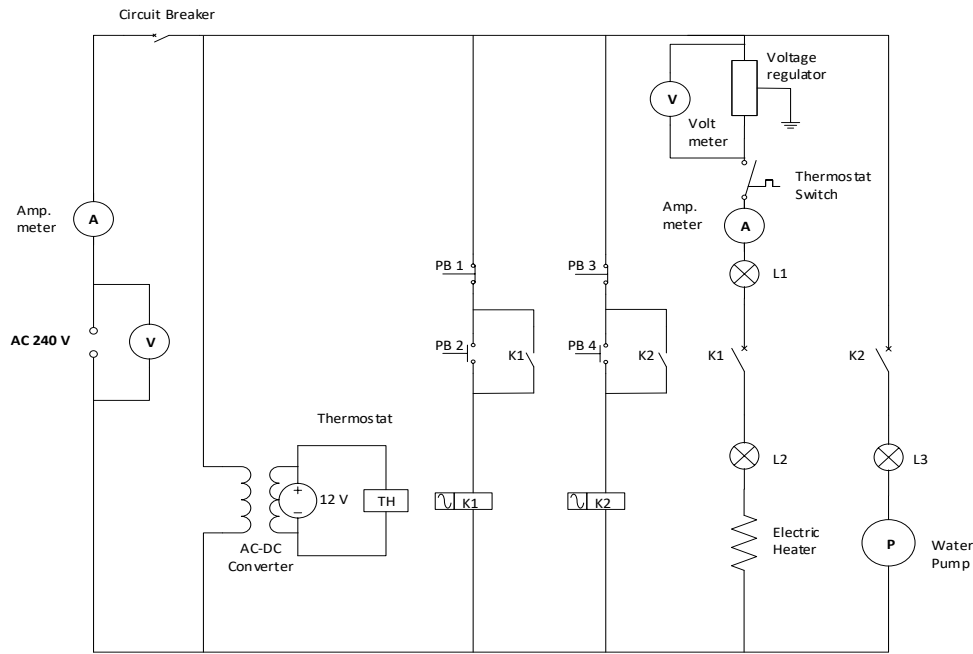 Circuit Breaker
Voltage
regulator
V
Volt
meter
Thermostat
Switch
Amp.
meter
A
Amp.
meter
A
PB 1
PB 3
L1
AC 240 V
V
PB 2
K1
PB 4
K2
K1
K2
Thermostat
L2
L3
+
12 V
−
TH
K1
K2
Electric
Heater
P
Water
Pump
AC-DC
Converter